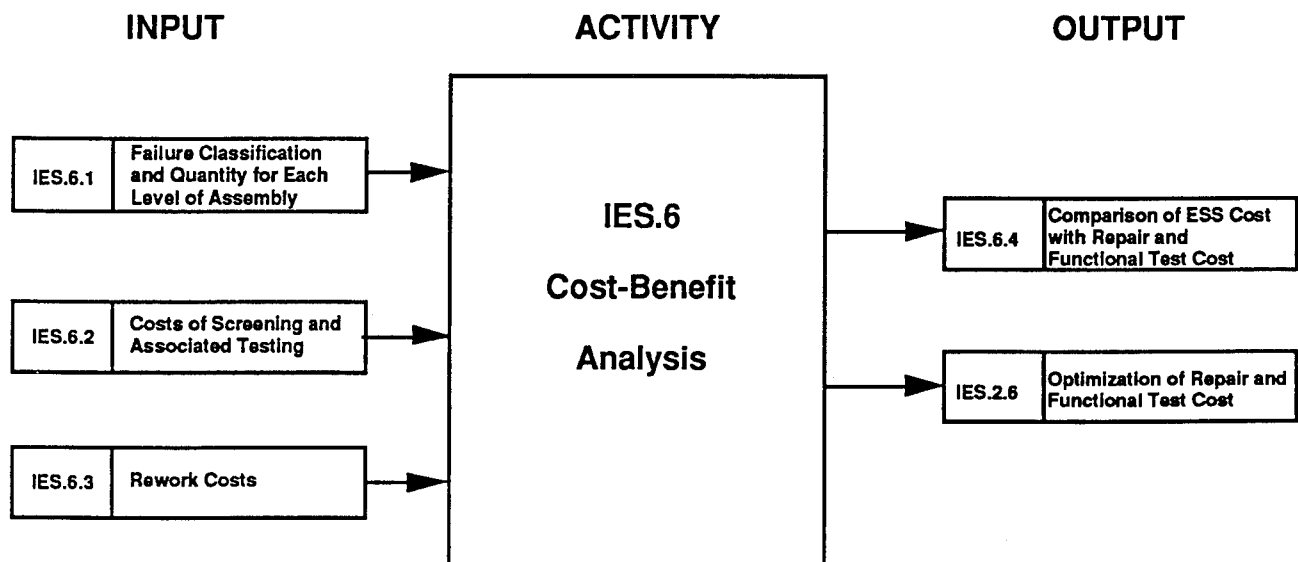 INPUT
ACTIVITY
OUTPUT
IES.6.1
Failure Classification
and Quantity for Each
Level of Assembly
IES.6.2
Costs of Screening and
Associated Testing
IES.6.3
Rework Costs
IES.6
Cost-Benefit
Analysis
IES.6.4
Comparison of ESS Cost
with Repair and
Functional Test Cost
IES.2.6
Optimization of Repair and
Functional Test Cost